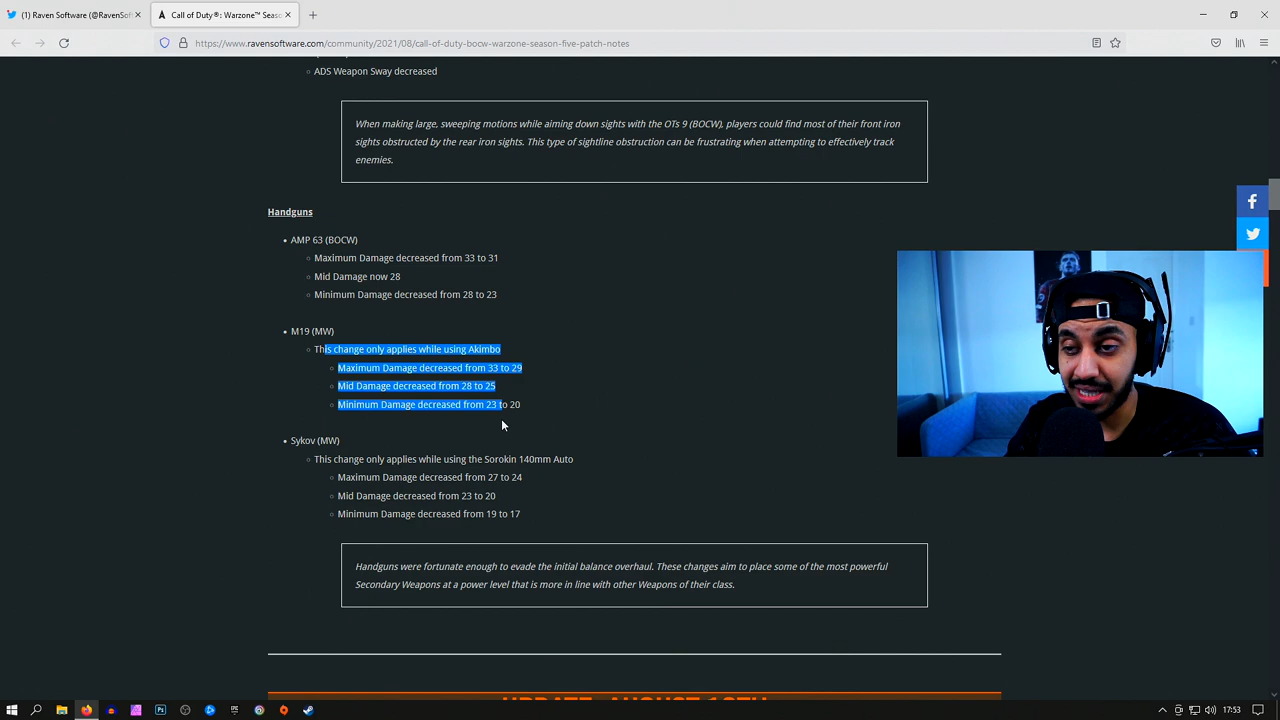 (1) Raven Software (@RavenSof
Call of Duty®: Warzone™ Seas
https://www.ravensoftware.com/community/2021/08/call-of-duty-bocw-warzone-season-five-patch-notes
ADS Weapon Sway decreased
When making large, sweeping motions while aiming down sights with the OTs 9 (BOCW), players could find most of their front iron
sights obstructed by the rear iron sights. This type of sightline obstruction can be frustrating when attempting to effectively track
enemies.
Handguns
AMP 63 (BOCW)
Maximum Damage decreased from 33 to 31
Mid Damage now 28
Minimum Damage decreased from 28 to 23
M19 (MW)
This change only applies while using Akimbo
Maximum Damage decreased from 33 to 29
Mid Damage decreased from 28 to 25
Minimum Damage decreased from 23 to 20
Sykov (MW)
This change only applies while using the Sorokin 140mm Auto
Maximum Damage decreased from 27 to 24
Mid Damage decreased from 23 to 20
Minimum Damage decreased from 19 to 17
Handguns were fortunate enough to evade the initial balance overhaul. These changes aim to place some of the most powerful
Secondary Weapons at a power level that is more in line with other Weapons of their class.
17:53